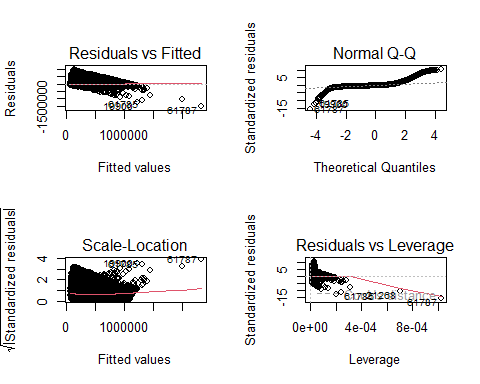 Residuals vs Fitted
Residuals
-1500000
61787
0
1000000
Fitted values
Normal Q-Q
Standardized residuals
-15
5
61787
-4
-2
0
2
4
Theoretical Quantiles
Scale-Location
√|Standardized residuals|
0
2
4
61787
0
1000000
Fitted values
Residuals vs Leverage
Standardized residuals
-15
5
61787
0e+00
4e-04
8e-04
Leverage